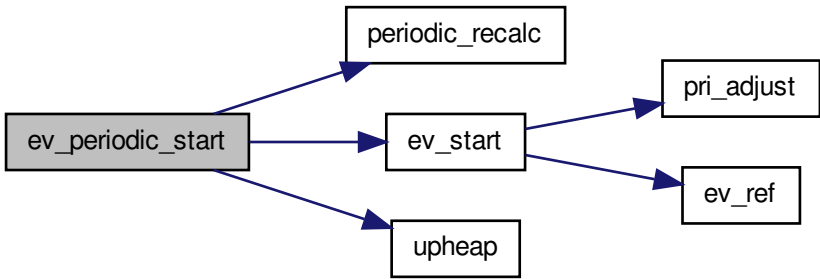 periodic_recalc
pri_adjust
ev_periodic_start
ev_start
ev_ref
upheap